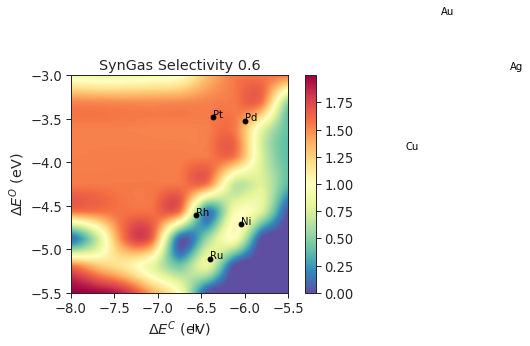 Au
Ag
Cu
SynGas Selectivity 0.6
Pt
Pd
Rh
Ni
Ru
Ir
−3.0
−3.5
−4.0
−4.5
−5.0
−5.5
ΔE^O (eV)
−8.0 −7.5 −7.0 −6.5 −6.0 −5.5
ΔE^C (eV)
1.75
1.50
1.25
1.00
0.75
0.50
0.25
0.00